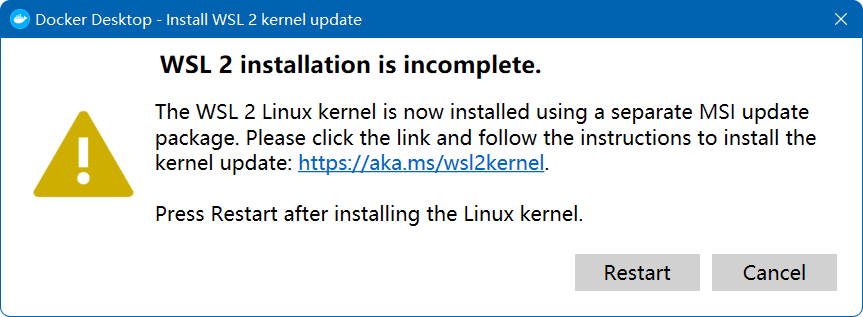 Docker Desktop - Install WSL 2 kernel update
WSL 2 installation is incomplete.
The WSL 2 Linux kernel is now installed using a separate MSI update
package. Please click the link and follow the instructions to install the
kernel update: https://aka.ms/wsl2kernel.
Press Restart after installing the Linux kernel.
Restart
Cancel